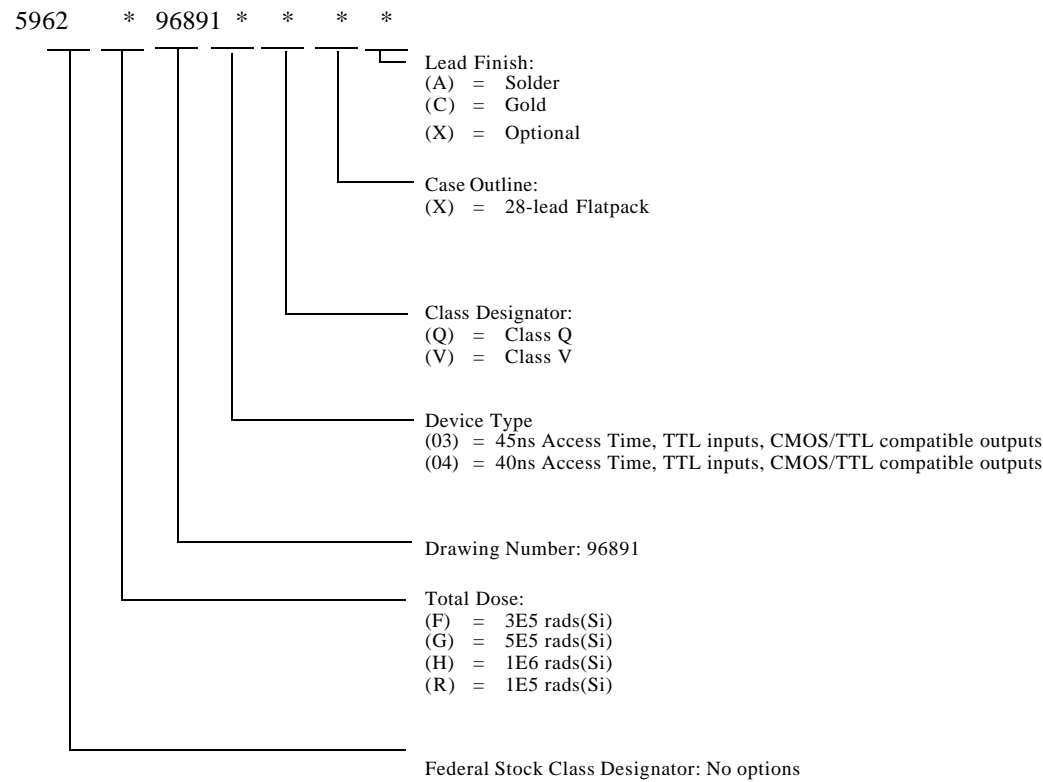 5962 * 96891 * * * *
Lead Finish:
(A) = Solder
(C) = Gold
(X) = Optional
Case Outline:
(X) = 28-lead Flatpack
Class Designator:
(Q) = Class Q
(V) = Class V
Device Type
(03) = 45ns Access Time, TTL inputs, CMOS/TTL compatible outputs
(04) = 40ns Access Time, TTL inputs, CMOS/TTL compatible outputs
Drawing Number: 96891
Total Dose:
(F) = 3E5 rads(Si)
(G) = 5E5 rads(Si)
(H) = 1E6 rads(Si)
(R) = 1E5 rads(Si)
Federal Stock Class Designator: No options